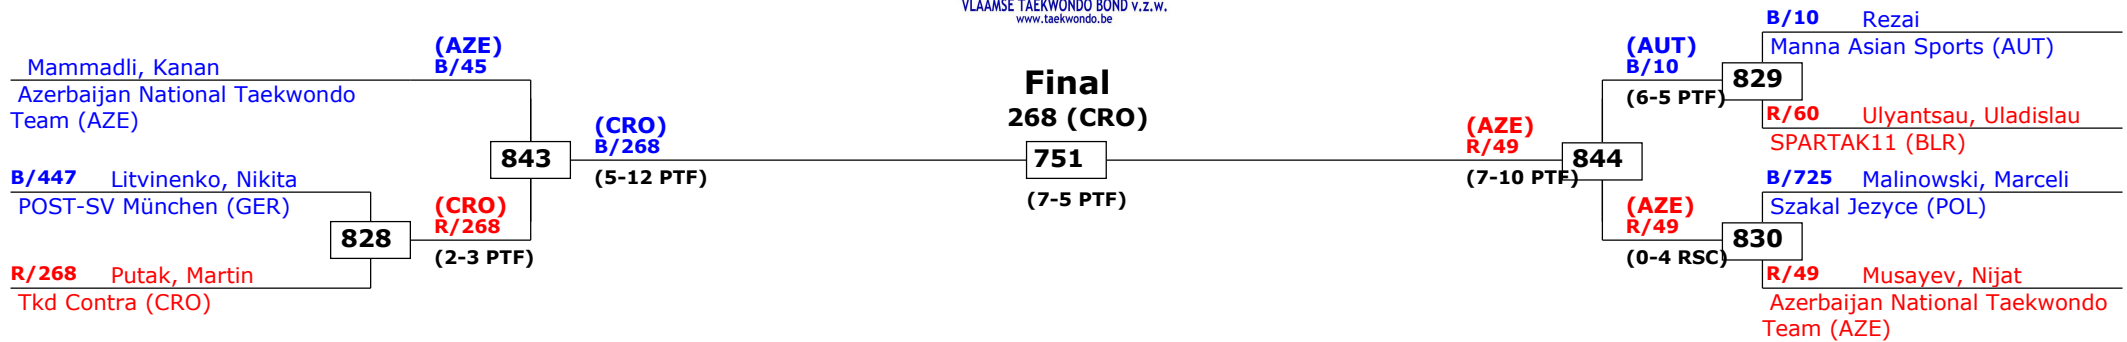 VLAAMSE TAEKWONDO BOND v.z.w.
www.taekwondo.be
Final
268 (CRO)
751
(7-5 PTF)
Mammadli, Kanan
Azerbaijan National Taekwondo
Team (AZE)
(AZE)
B/45
B/447 Litvinenko, Nikita
POST-SV München (GER)
828
R/268 Putak, Martin
Tkd Contra (CRO)
(CRO)
R/268
(2-3 PTF)
843
(CRO)
B/268
(5-12 PTF)
(AZE)
R/49
(7-10 PTF)
844
(AUT)
B/10
(6-5 PTF)
829
B/10 Rezai
Manna Asian Sports (AUT)
R/60 Ulyantsau, Uladislau
SPARTAK11 (BLR)
(AZE)
R/49
(0-4 RSC)
830
B/725 Malinowski, Marceli
Szakal Jezyce (POL)
R/49 Musayev, Nijat
Azerbaijan National Taekwondo
Team (AZE)